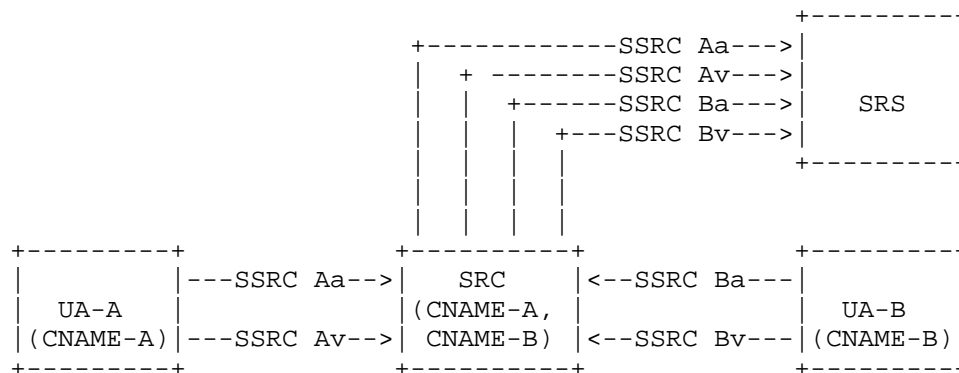 +---------
                                 +------------SSRC Aa--->|
                                 |   + --------SSRC Av--->|
                                 |   |   +------SSRC Ba--->|    SRS
                                 |   |   |   +---SSRC Bv--->|
                                 |   |   |   |              +---------
                                 |   |   |   |
                                 |   |   |   |
+---------+                 +----------+                 +---------
|         |---SSRC Aa-->|   SRC    |<--SSRC Ba---|
|  UA-A   |                 |(CNAME-A, |                 |  UA-B
|(CNAME-A)|---SSRC Av-->| CNAME-B) |<--SSRC Bv---|(CNAME-B)
+---------+                 +----------+                 +---------